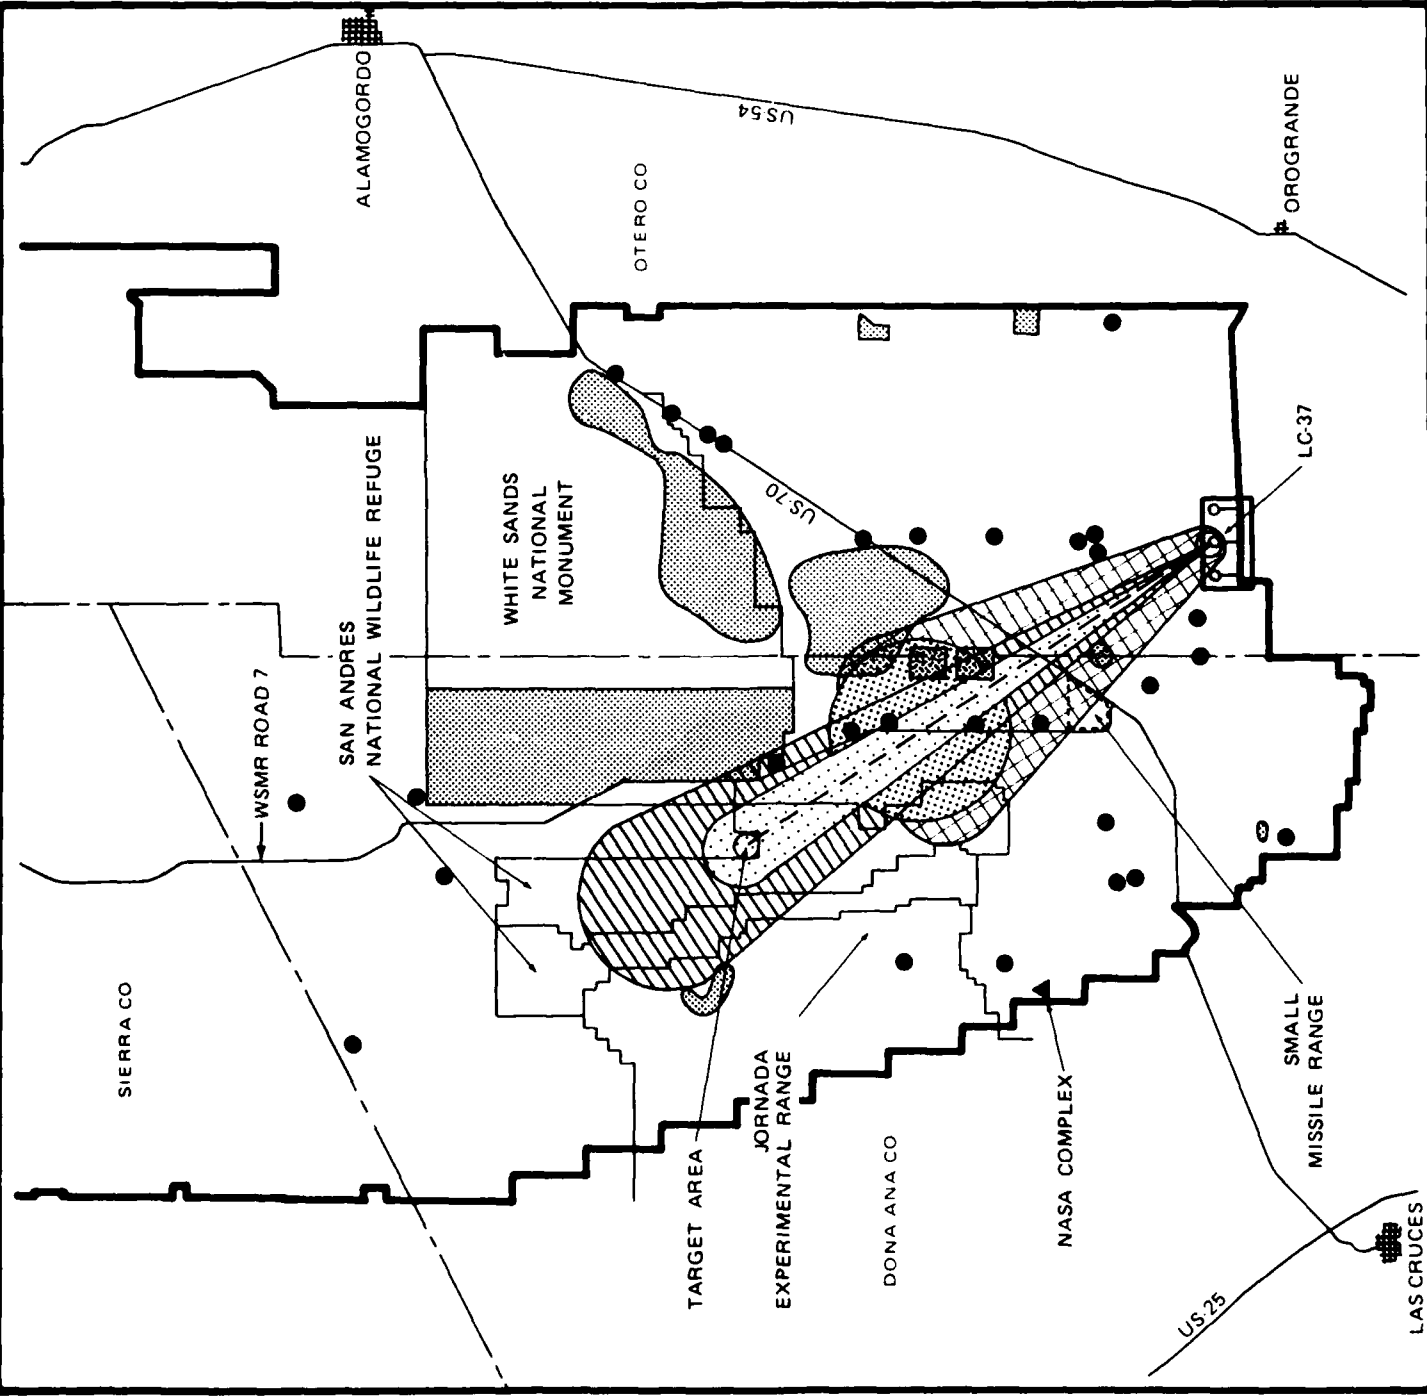 ALAMOGORDO
US54
OROGRANDE
OTERO CO
LC-37
SAN ANDRES
NATIONAL WILDLIFE REFUGE
WHITE SANDS
NATIONAL
MONUMENT
US-70
WSMR ROAD 7
SIERRA CO
TARGET AREA
JORNADA
EXPERIMENTAL RANGE
DONA ANA CO
NASA COMPLEX
SMALL
MISSILE RANGE
US-25
LAS CRUCES